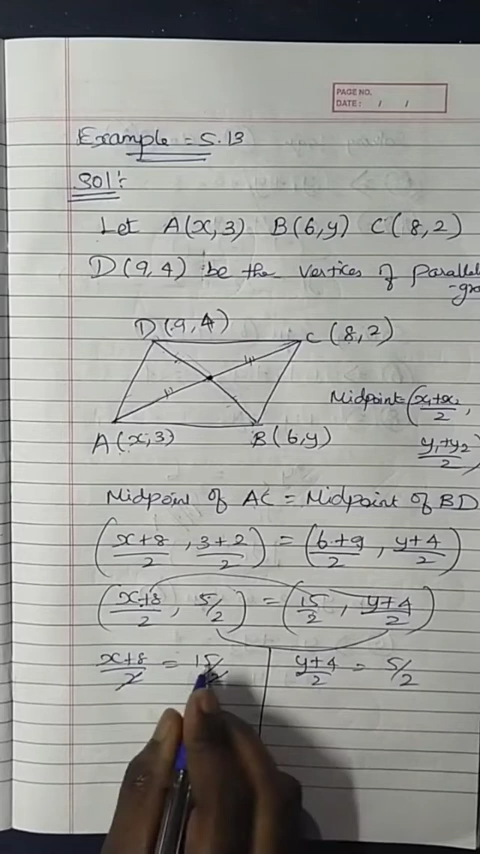 PAGE NO.
DATE : / /
Example = 5.13
Sol:
Let A(x,3) B(6,y) C(8,2)
D(9,4) be the vertices of Parallel
-gra
D(9,4) C(8,2)
Midpoint=(x₁+x₂/2,
y₁+y₂/2)
A(x,3) B(6,y)
Midpoint of AC = Midpoint of BD
(x+8/2, 3+2/2) = (6+9/2, y+4/2)
(x+8/2, 5/2) = (15/2, y+4/2)
x+8/2 = 15/2 y+4/2 = 5/2